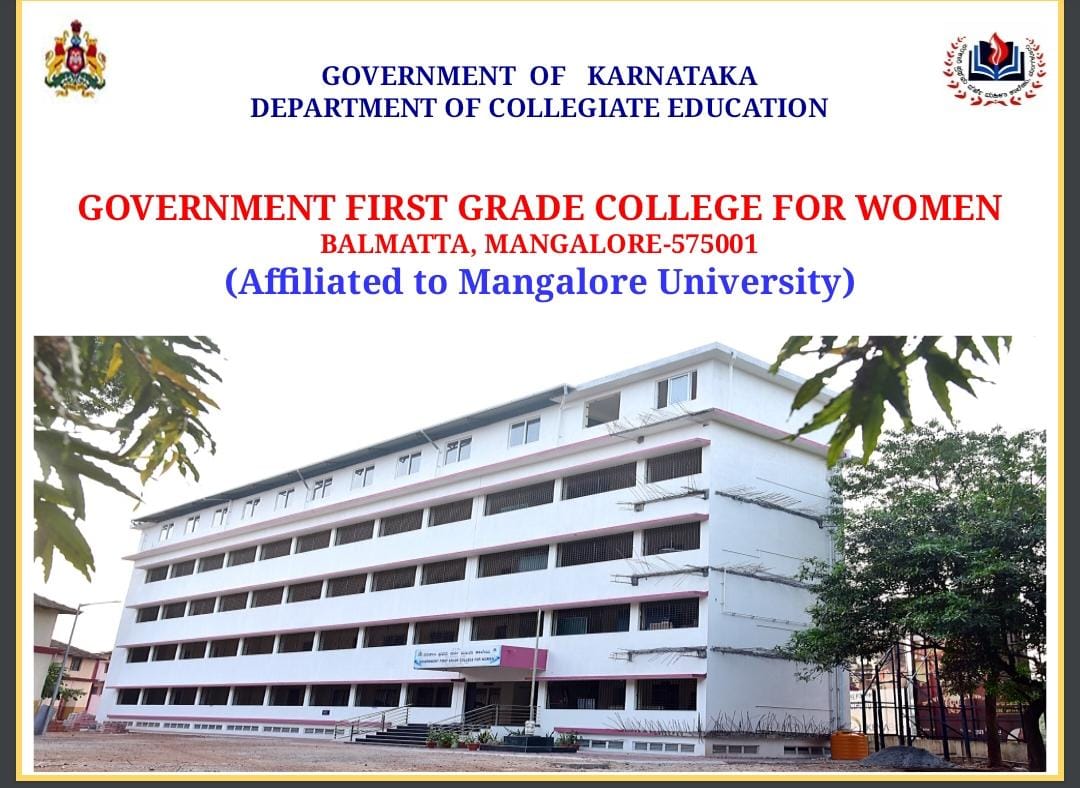 GOVERNMENT OF KARNATAKA
DEPARTMENT OF COLLEGIATE EDUCATION
GOVERNMENT FIRST GRADE COLLEGE FOR WOMEN
BALMATTA, MANGALORE-575001
(Affiliated to Mangalore University)
GOVERNMENT FIRST GRADE COLLEGE FOR WOMEN